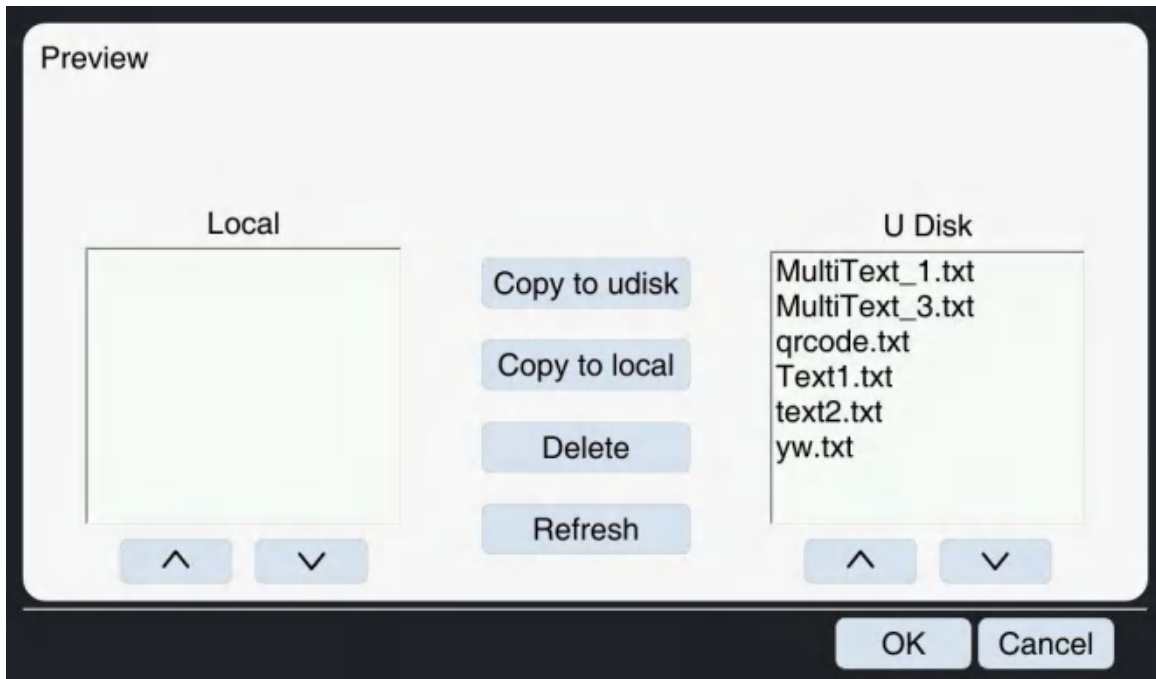 Preview
Local
U Disk
Copy to udisk
Copy to local
Delete
Refresh
MultiText_1.txt
MultiText_3.txt
qrcode.txt
Text1.txt
text2.txt
yw.txt
OK
Cancel